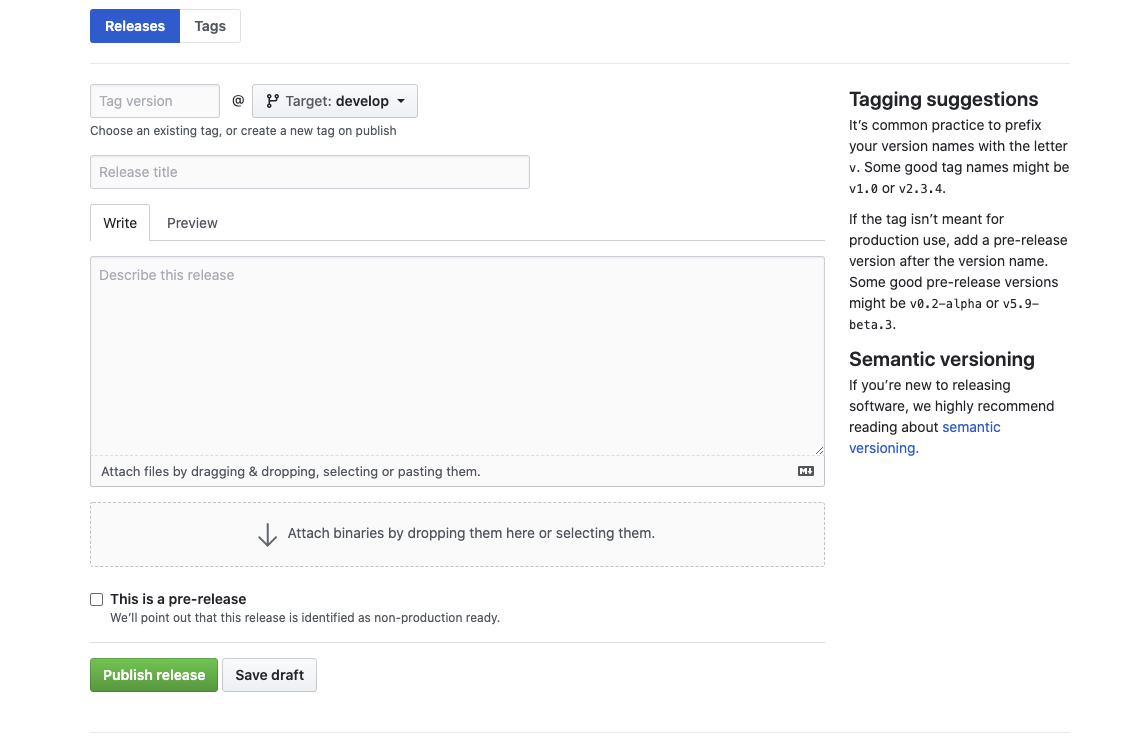 Releases Tags
Tag version @ Target: develop
Choose an existing tag, or create a new tag on publish
Release title
Write Preview
Describe this release
Attach files by dragging & dropping, selecting or pasting them.
Attach binaries by dropping them here or selecting them.
This is a pre-release
We’ll point out that this release is identified as non-production ready.
Publish release Save draft
Tagging suggestions
It’s common practice to prefix
your version names with the letter
v. Some good tag names might be
v1.0 or v2.3.4.
If the tag isn’t meant for
production use, add a pre-release
version after the version name.
Some good pre-release versions
might be v0.2-alpha or v5.9-
beta.3.
Semantic versioning
If you’re new to releasing
software, we highly recommend
reading about semantic
versioning.